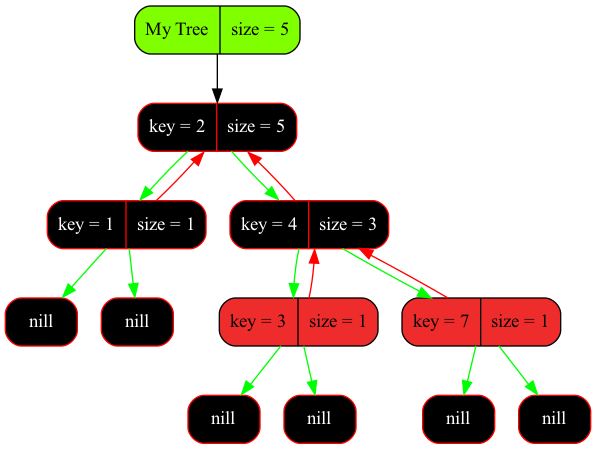 My Tree size = 5
key = 2 size = 5
key = 1 size = 1
key = 4 size = 3
nill
nill
key = 3 size = 1
key = 7 size = 1
nill
nill
nill
nill